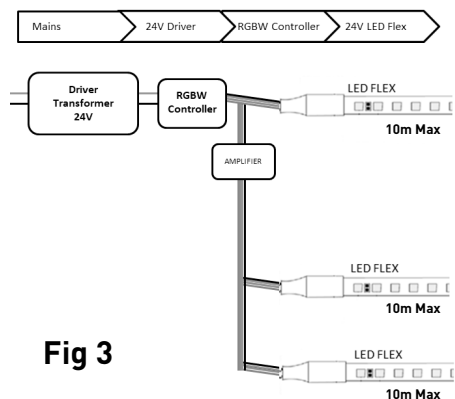 Mains
24V Driver
RGBW Controller
24V LED Flex
Driver
Transformer
24V
RGBW
Controller
LED FLEX
10m Max
AMPLIFIER
LED FLEX
10m Max
Fig 3
LED FLEX
10m Max